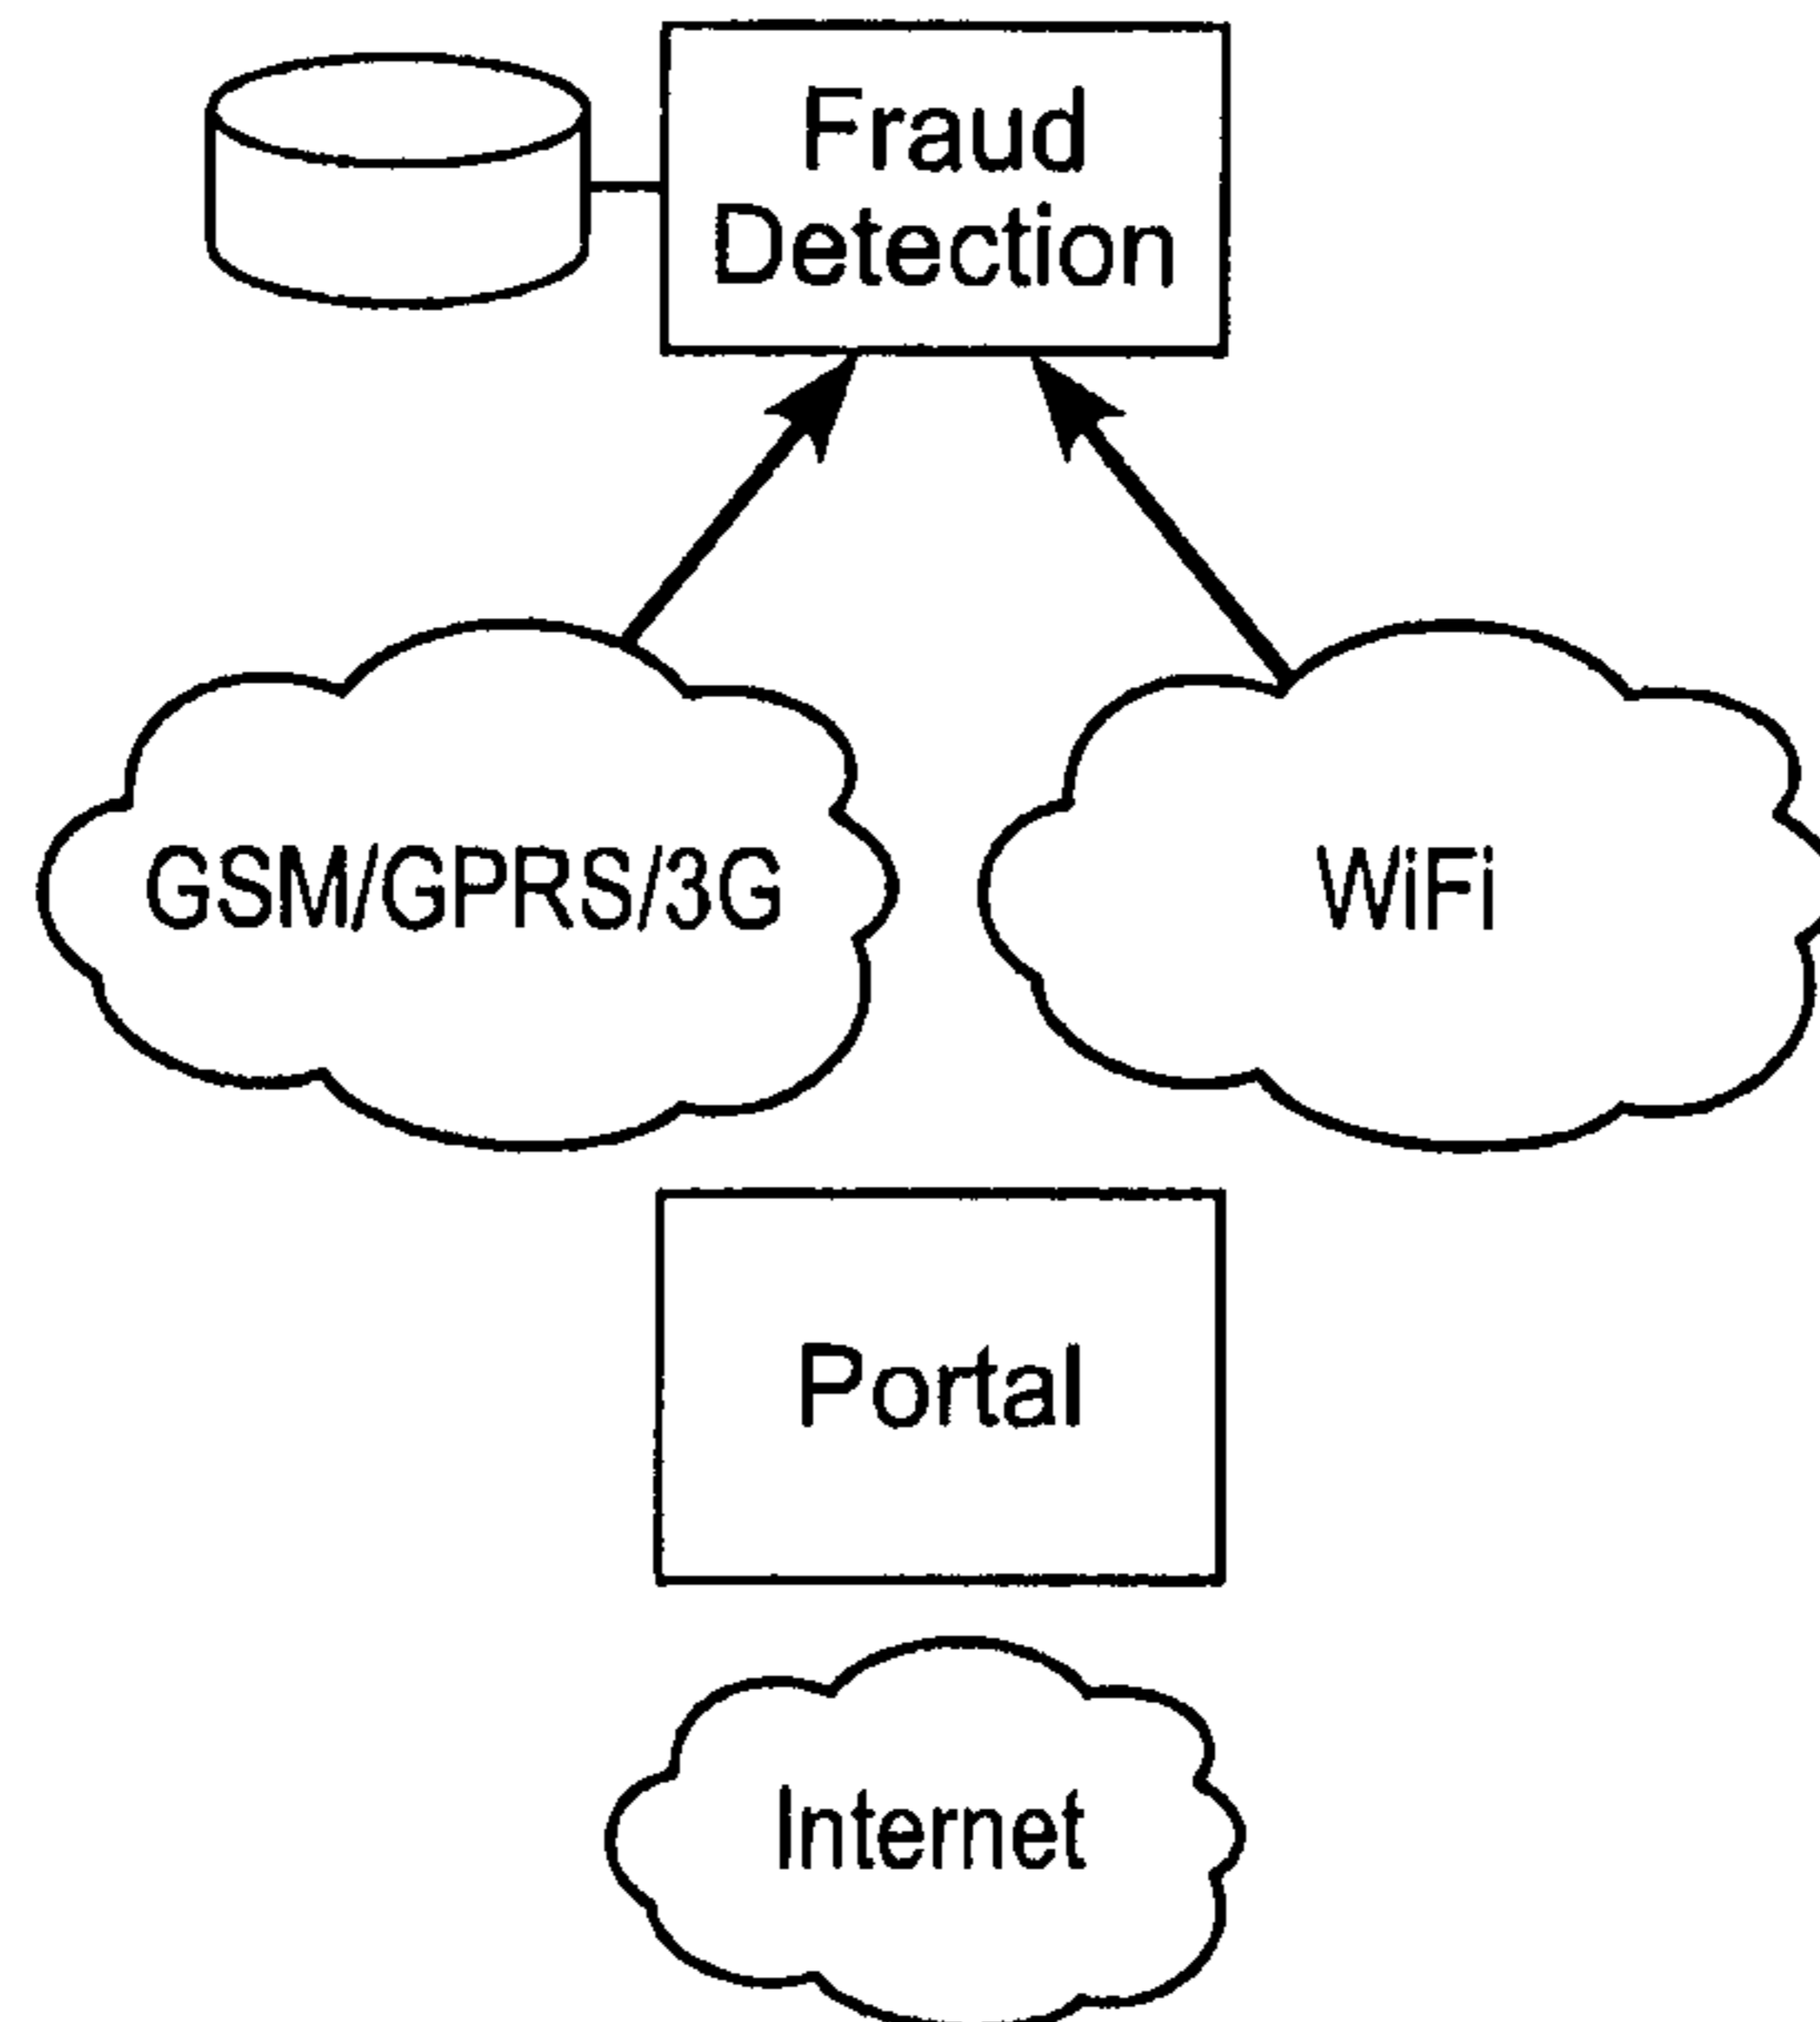 Fraud
Detection
GSM/GPRS/3G
WiFi
Portal
Internet